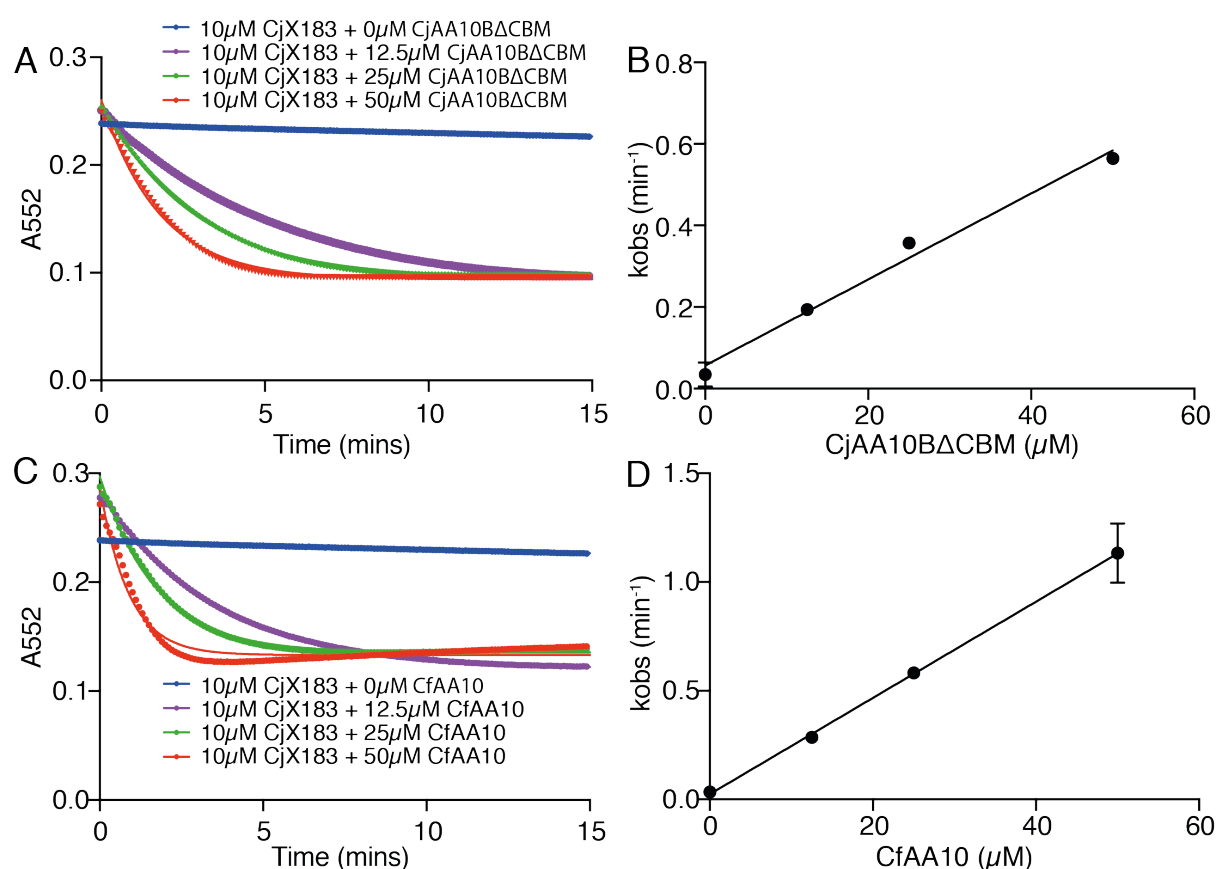 A
10µM CjX183 + 0µM CjAA10BΔCBM
10µM CjX183 + 12.5µM CjAA10BΔCBM
10µM CjX183 + 25µM CjAA10BΔCBM
10µM CjX183 + 50µM CjAA10BΔCBM
0.3
0.2
0.1
0.0
A552
0
5
10
15
Time (mins)
B
0.8
0.6
0.4
0.2
0.0
kobs (min⁻¹)
0
20
40
60
CjAA10BΔCBM (µM)
C
0.3
0.2
0.1
0.0
A552
10µM CjX183 + 0µM CfAA10
10µM CjX183 + 12.5µM CfAA10
10µM CjX183 + 25µM CfAA10
10µM CjX183 + 50µM CfAA10
0
5
10
15
Time (mins)
D
1.5
1.0
0.5
0.0
kobs (min⁻¹)
0
20
40
60
CfAA10 (µM)